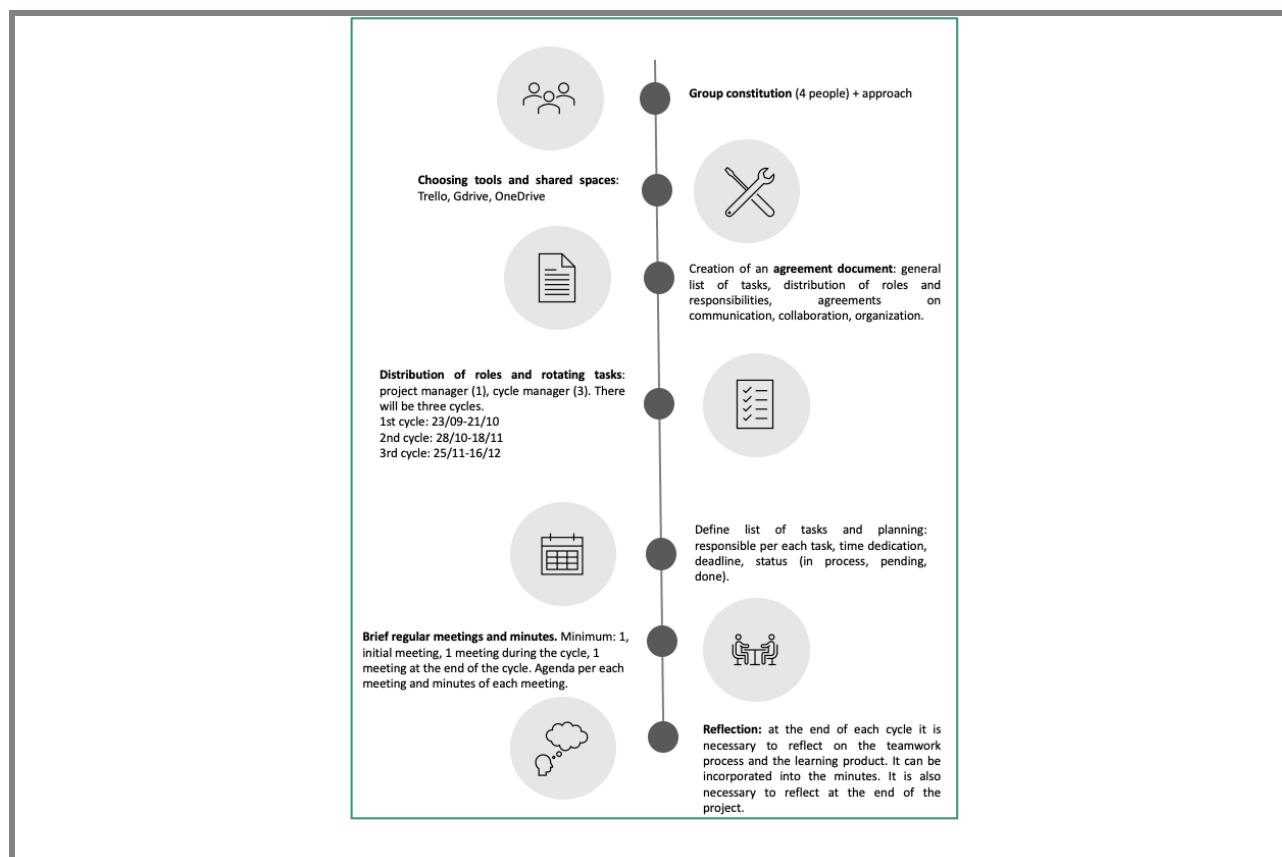 Group constitution (4 people) + approach
Choosing tools and shared spaces:
Trello, Gdrive, OneDrive
Creation of an agreement document: general
list of tasks, distribution of roles and
responsibilities, agreements on
communication, collaboration, organization.
Distribution of roles and rotating tasks:
project manager (1), cycle manager (3). There
will be three cycles.
1st cycle: 23/09-21/10
2nd cycle: 28/10-18/11
3rd cycle: 25/11-16/12
Define list of tasks and planning:
responsible per each task, time dedication,
deadline, status (in process, pending,
done).
Brief regular meetings and minutes. Minimum: 1,
initial meeting, 1 meeting during the cycle, 1
meeting at the end of the cycle. Agenda per each
meeting and minutes of each meeting.
Reflection: at the end of each cycle it is
necessary to reflect on the teamwork
process and the learning product. It can be
incorporated into the minutes. It is also
necessary to reflect at the end of the
project.